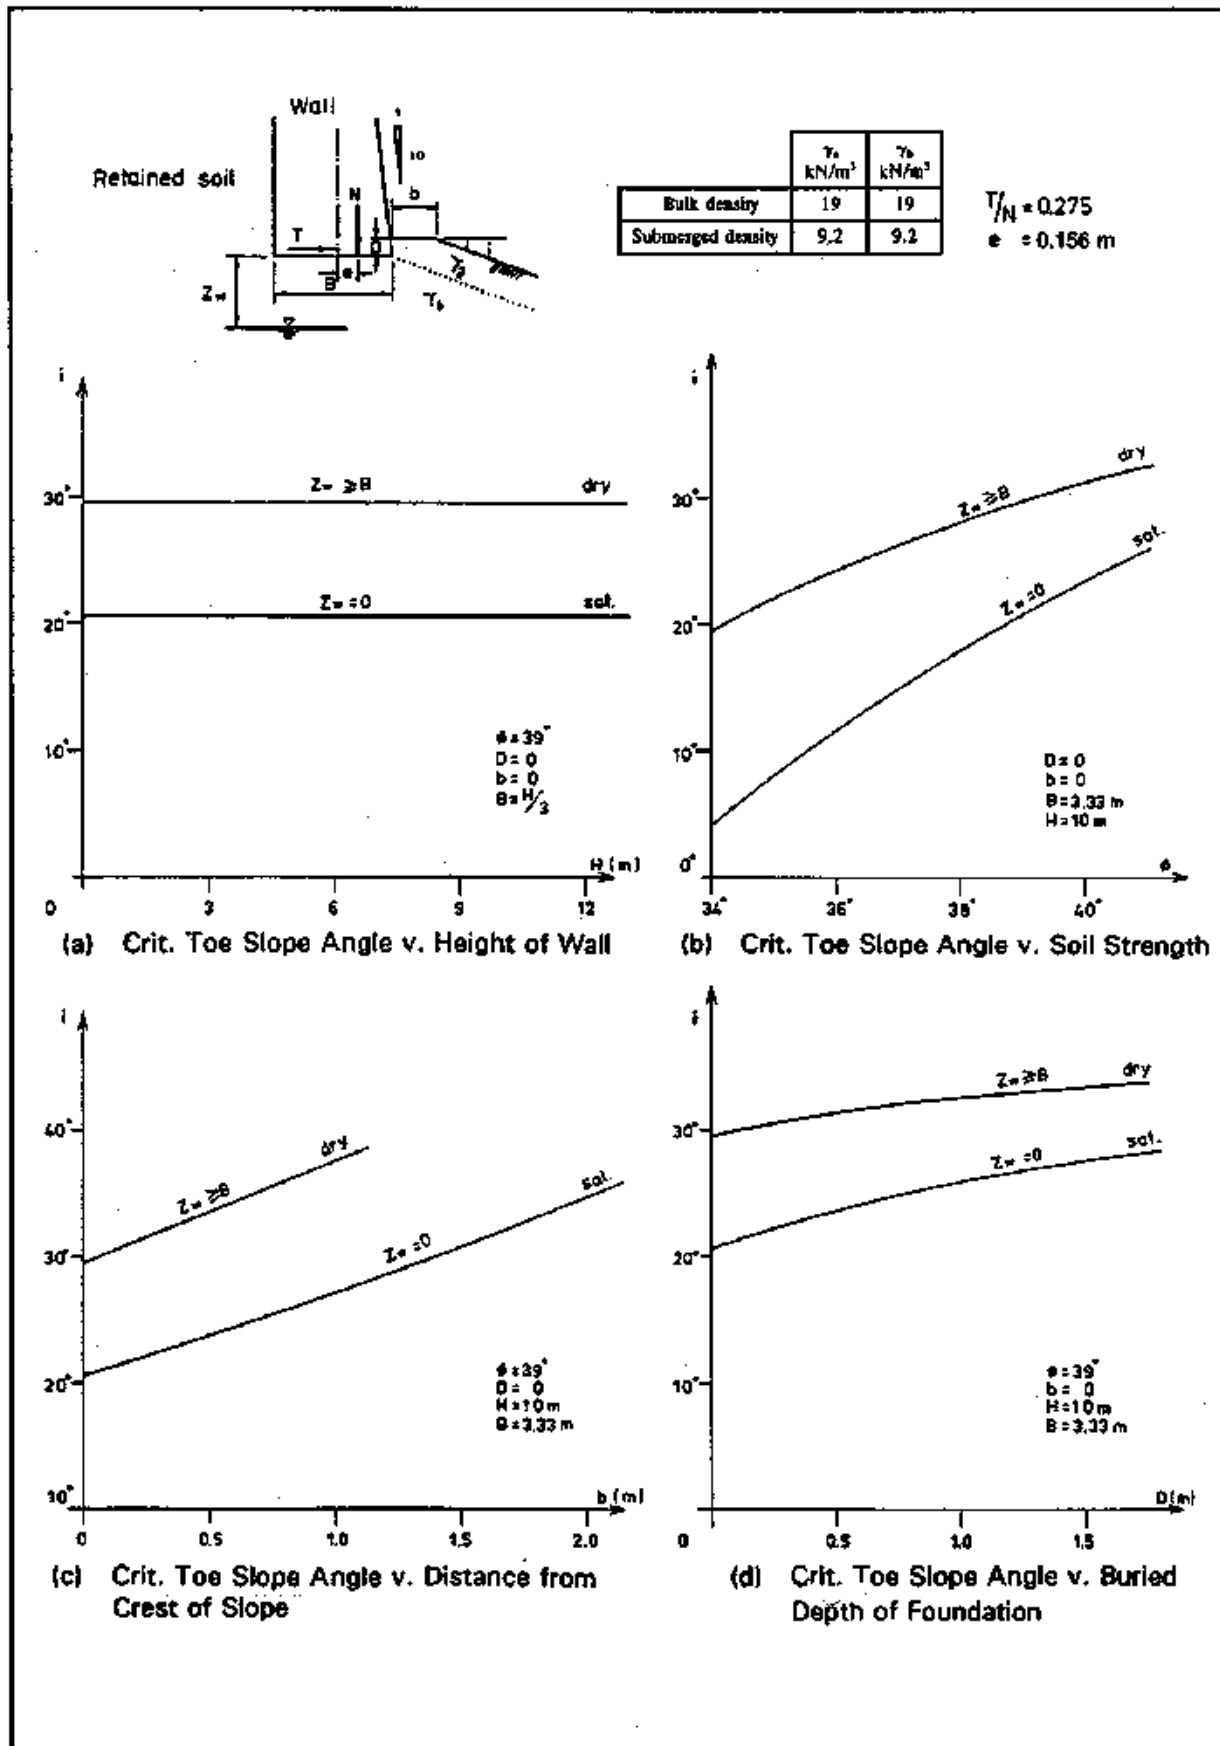 Wall
1
10
Retained soil
b
N
D
T
e
B
Zw
γa
γb
γa kN/m³ γb kN/m³
Bulk density 19 19
Submerged density 9.2 9.2
T/N = 0.275
e = 0.156 m
i
30°
20°
10°
0 3 6 9 12
H (m)
Zw ≥B dry
Zw =0 sat.
ø = 39°
D = 0
b = 0
B = H/3
(a) Crit. Toe Slope Angle v. Height of Wall
i
30°
20°
10°
0°
34° 36° 38° 40°
ø
Zw ≥B dry
Zw =0 sat.
D = 0
b = 0
B = 3.33 m
H = 10 m
(b) Crit. Toe Slope Angle v. Soil Strength
i
40°
30°
20°
10°
0 0.5 1.0 1.5 2.0
b (m)
Zw ≥B dry
Zw =0 sat.
ø = 39°
D = 0
H = 10 m
B = 3.33 m
(c) Crit. Toe Slope Angle v. Distance from
Crest of Slope
i
30°
20°
10°
0 0.5 1.0 1.5
D(m)
Zw ≥B dry
Zw =0 sat.
ø = 39°
b = 0
H = 10 m
B = 3.33 m
(d) Crit. Toe Slope Angle v. Buried
Depth of Foundation